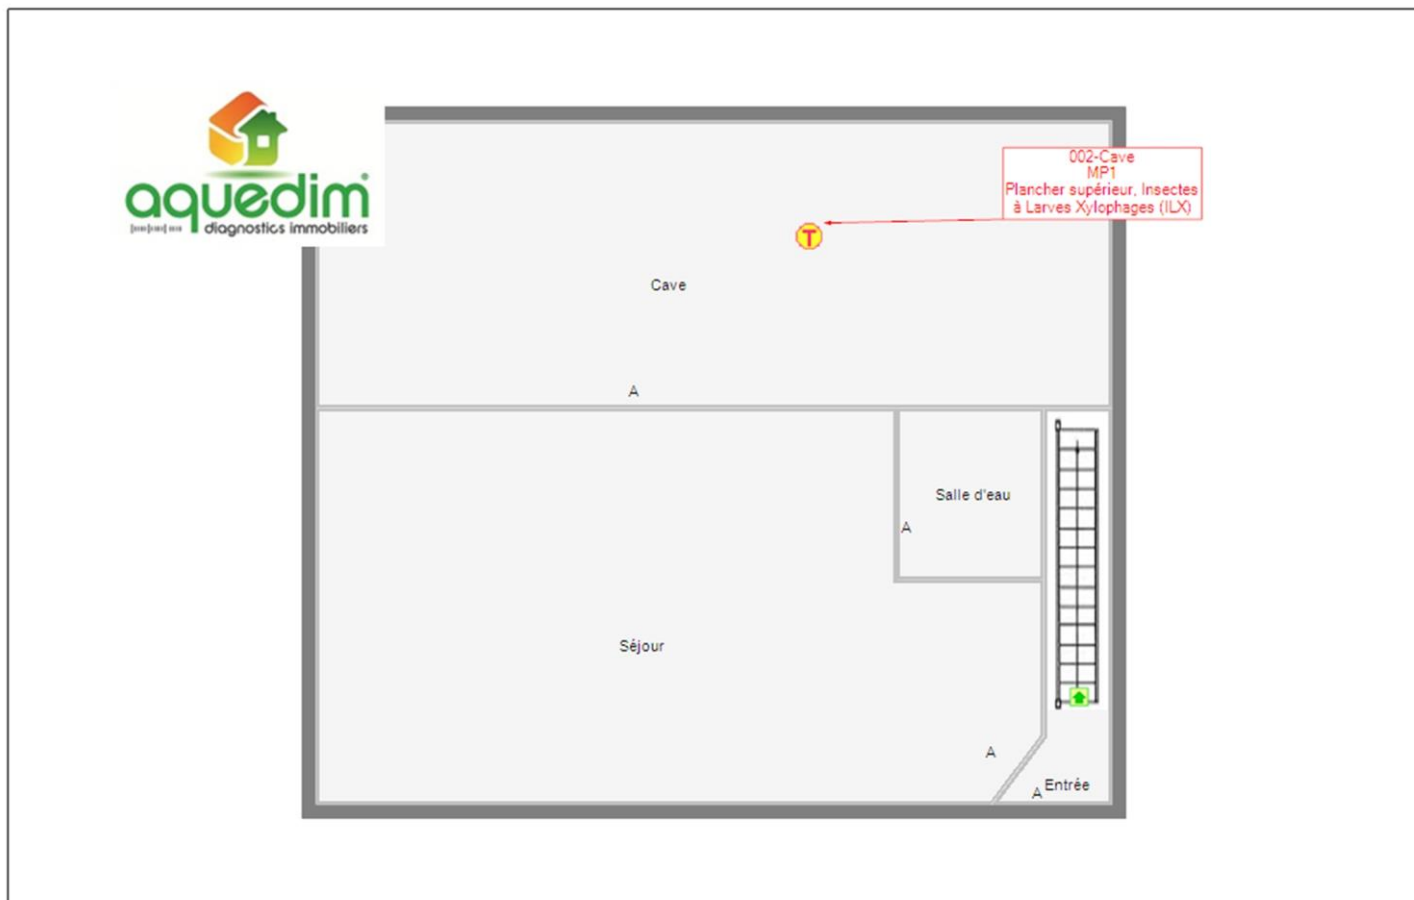 aquedim
diagnostics immobiliers
002-Cave
MP1
Plancher supérieur, Insectes
à Larves Xylophages (ILX)
T
Cave
A
Salle d'eau
A
Séjour
A
Entrée
A